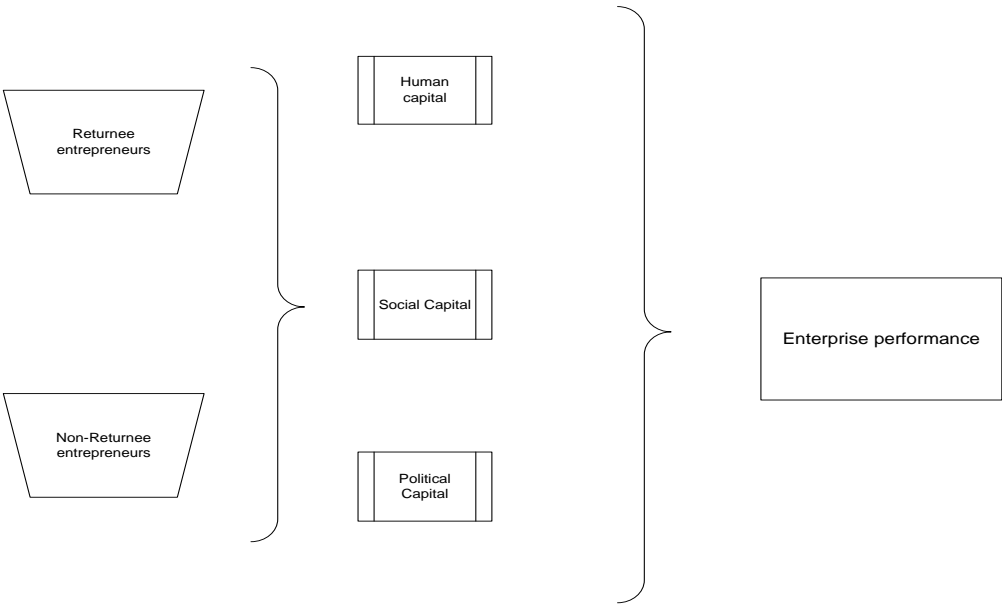 Returnee
entrepreneurs
Non-Returnee
entrepreneurs
Human
capital
Social Capital
Political
Capital
Enterprise performance